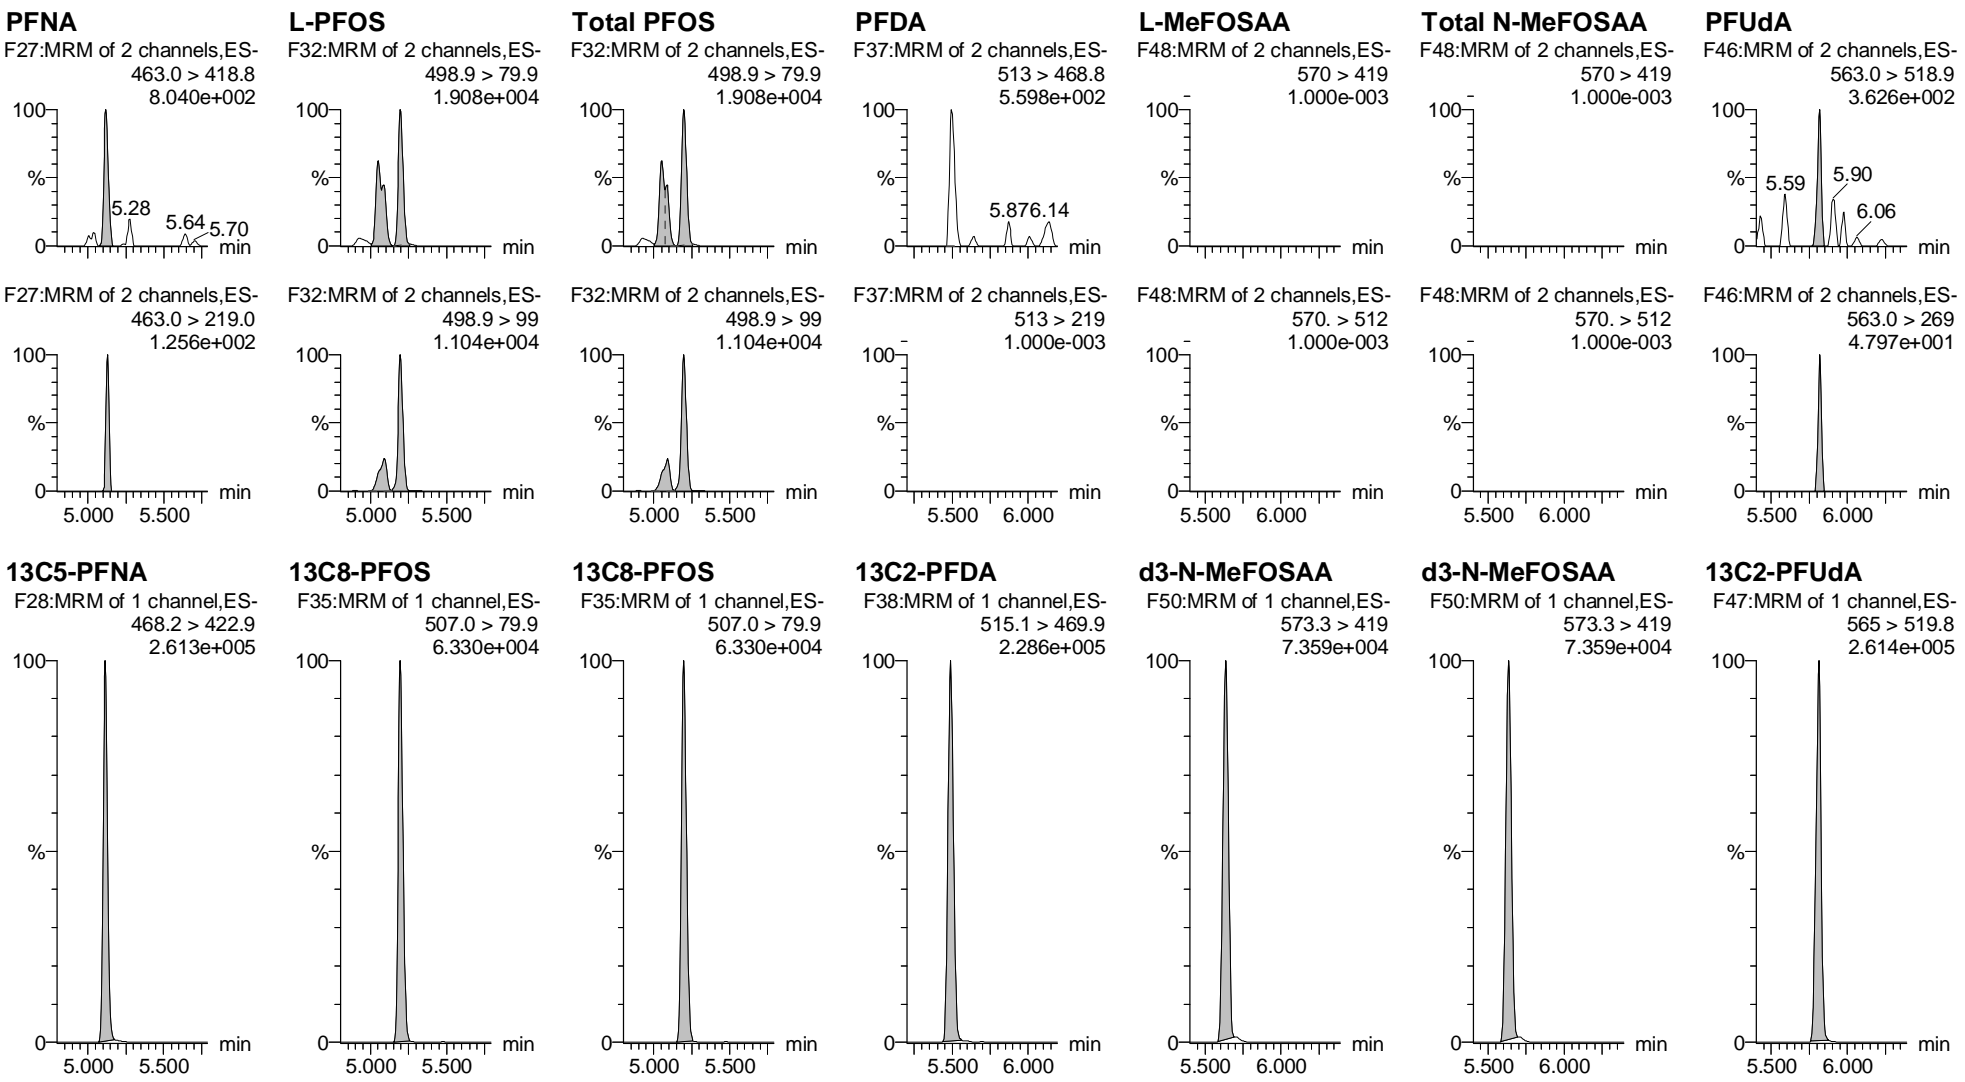 PFNA
F27:MRM of 2 channels,ES-
463.0 > 418.8
8.040e+002
100
%
0
5.28
5.64
5.70
min
L-PFOS
F32:MRM of 2 channels,ES-
498.9 > 79.9
1.908e+004
100
%
0
min
Total PFOS
F32:MRM of 2 channels,ES-
498.9 > 79.9
1.908e+004
100
%
0
min
PFDA
F37:MRM of 2 channels,ES-
513 > 468.8
5.598e+002
100
%
0
5.87
6.14
min
L-MeFOSAA
F48:MRM of 2 channels,ES-
570 > 419
1.000e-003
100
%
0
min
Total N-MeFOSAA
F48:MRM of 2 channels,ES-
570 > 419
1.000e-003
100
%
0
min
PFUdA
F46:MRM of 2 channels,ES-
563.0 > 518.9
3.626e+002
100
%
0
5.59
5.90
6.06
min
F27:MRM of 2 channels,ES-
463.0 > 219.0
1.256e+002
100
%
0
min
5.000 5.500
F32:MRM of 2 channels,ES-
498.9 > 99
1.104e+004
100
%
0
min
5.000 5.500
F32:MRM of 2 channels,ES-
498.9 > 99
1.104e+004
100
%
0
min
5.000 5.500
F37:MRM of 2 channels,ES-
513 > 219
1.000e-003
100
%
0
min
5.500 6.000
F48:MRM of 2 channels,ES-
570. > 512
1.000e-003
100
%
0
min
5.500 6.000
F48:MRM of 2 channels,ES-
570. > 512
1.000e-003
100
%
0
min
5.500 6.000
F46:MRM of 2 channels,ES-
563.0 > 269
4.797e+001
100
%
0
min
5.500 6.000
13C5-PFNA
F28:MRM of 1 channel,ES-
468.2 > 422.9
2.613e+005
100
%
0
min
5.000 5.500
13C8-PFOS
F35:MRM of 1 channel,ES-
507.0 > 79.9
6.330e+004
100
%
0
min
5.000 5.500
13C8-PFOS
F35:MRM of 1 channel,ES-
507.0 > 79.9
6.330e+004
100
%
0
min
5.000 5.500
13C2-PFDA
F38:MRM of 1 channel,ES-
515.1 > 469.9
2.286e+005
100
%
0
min
5.500 6.000
d3-N-MeFOSAA
F50:MRM of 1 channel,ES-
573.3 > 419
7.359e+004
100
%
0
min
5.500 6.000
d3-N-MeFOSAA
F50:MRM of 1 channel,ES-
573.3 > 419
7.359e+004
100
%
0
min
5.500 6.000
13C2-PFUdA
F47:MRM of 1 channel,ES-
565 > 519.8
2.614e+005
100
%
0
min
5.500 6.000